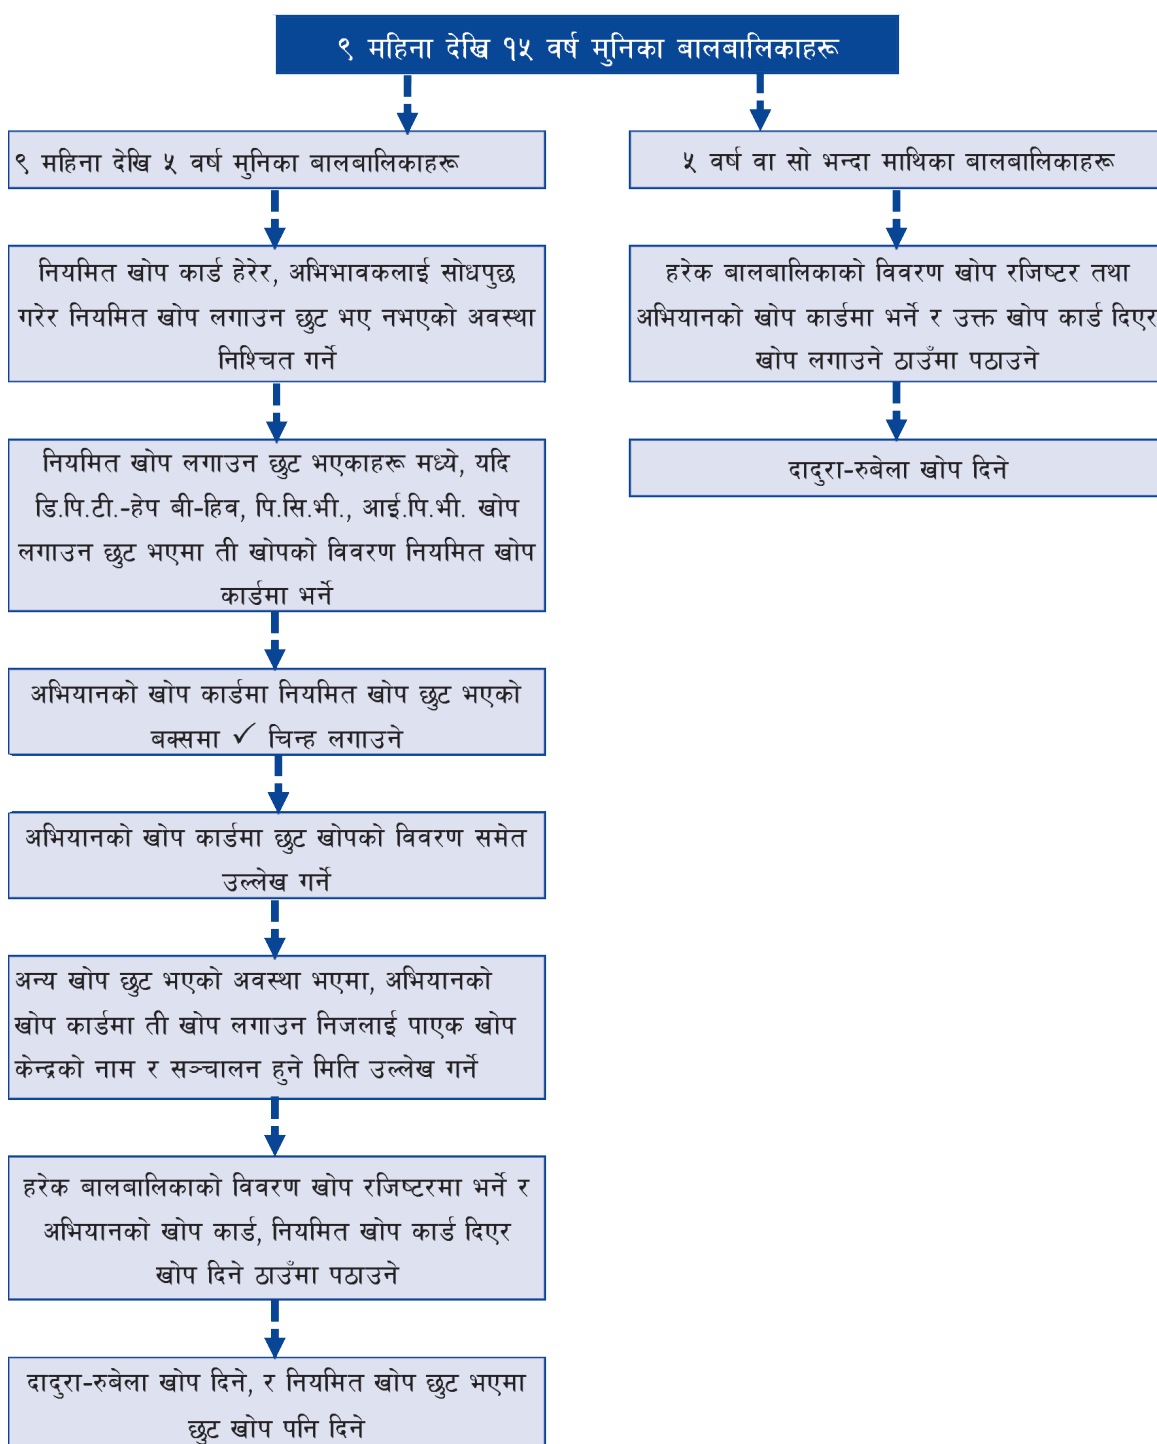 ९ महिना देखि १५ वर्ष मुनिका बालबालिकाहरू
९ महिना देखि ५ वर्ष मुनिका बालबालिकाहरू
नियमित खोप कार्ड हेरेर, अभिभावकलाई सोधपुछ
गरेर नियमित खोप लगाउन छुट भए नभएको अवस्था
निश्चित गर्ने
नियमित खोप लगाउन छुट भएकाहरू मध्ये, यदि
डि.पि.टी.-हेप बी-हिव, पि.सि.भी., आई.पि.भी. खोप
लगाउन छुट भएमा ती खोपको विवरण नियमित खोप
कार्डमा भर्ने
अभियानको खोप कार्डमा नियमित खोप छुट भएको
बक्समा ✓ चिन्ह लगाउने
अभियानको खोप कार्डमा छुट खोपको विवरण समेत
उल्लेख गर्ने
अन्य खोप छुट भएको अवस्था भएमा, अभियानको
खोप कार्डमा ती खोप लगाउन निजलाई पाएक खोप
केन्द्रको नाम र सञ्चालन हुने मिति उल्लेख गर्ने
हरेक बालबालिकाको विवरण खोप रजिष्टरमा भर्ने र
अभियानको खोप कार्ड, नियमित खोप कार्ड दिएर
खोप दिने ठाउँमा पठाउने
दादुरा-रुबेला खोप दिने, र नियमित खोप छुट भएमा
छुट खोप पनि दिने
५ वर्ष वा सो भन्दा माथिका बालबालिकाहरू
हरेक बालबालिकाको विवरण खोप रजिष्टर तथा
अभियानको खोप कार्डमा भर्ने र उक्त खोप कार्ड दिएर
खोप लगाउने ठाउँमा पठाउने
दादुरा-रुबेला खोप दिने